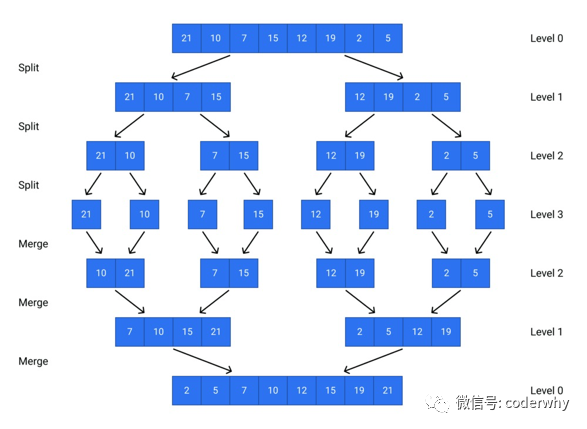 21 10 7 15 12 19 2 5 Level 0
Split
21 10 7 15 12 19 2 5 Level 1
Split
21 10 7 15 12 19 2 5 Level 2
Split
21 10 7 15 12 19 2 5 Level 3
Merge
10 21 7 15 12 19 2 5 Level 2
Merge
7 10 15 21 2 5 12 19 Level 1
Merge
2 5 7 10 12 15 19 21 Level 0
微信号: coderwhy